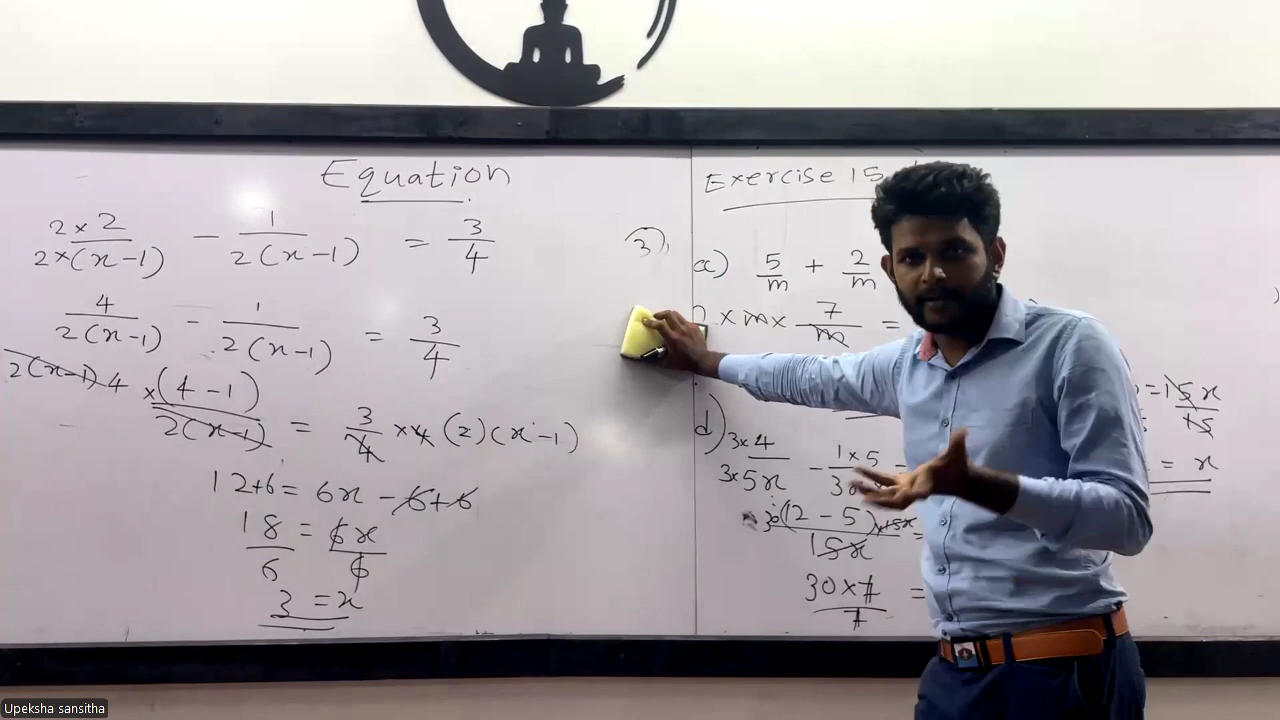 Equation
2 × 2 / 2 × (x - 1) - 1 / 2(x - 1) = 3 / 4
4 / 2(x - 1) - 1 / 2(x - 1) = 3 / 4
2(x-1) 4 × (4 - 1) / 2(x - 1) = 3 / 4 × 4 (2)(x - 1)
12 + 6 = 6x - 6 + 6
18 / 6 = 6x / 6
3 = x
3),
Exercise 15
a) 5 / m + 2 / m
× m × 7 / m =
d) 3 × 4 / 3 × 5x - 1 × 5 /
30 (12 - 5) × 15x / 15x =
30 × 7 / 7 =
= 15x / 15
= x
Upeksha sansitha